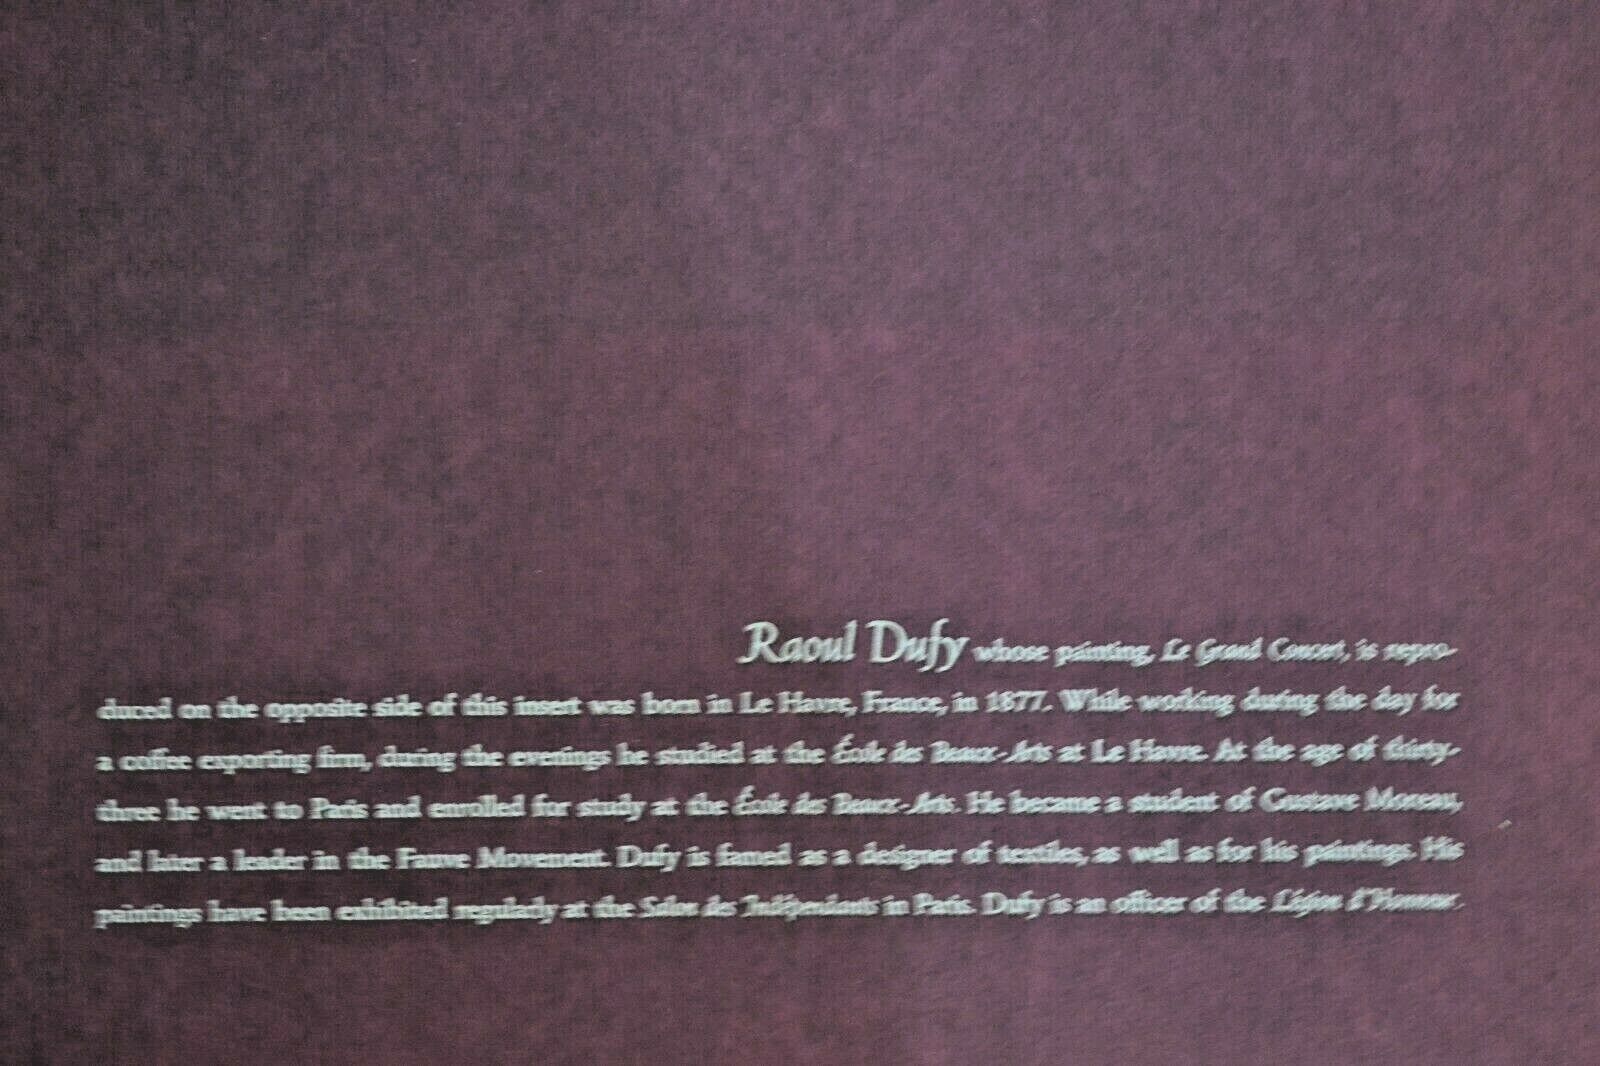 Raoul Dufy whose painting, Le Grand Concert, is repro-
duced on the opposite side of this insert was born in Le Havre, France, in 1877. While working during the day for
a coffee exporting firm, during the evenings he studied at the École des Beaux-Arts at Le Havre. At the age of thirty-
three he went to Paris and enrolled for study at the École des Beaux-Arts. He became a student of Gustave Moreau,
and later a leader in the Fauve Movement. Dufy is famed as a designer of textiles, as well as for his paintings. His
paintings have been exhibited regularly at the Salon des Indépendants in Paris. Dufy is an officer of the Légion d'Honneur.